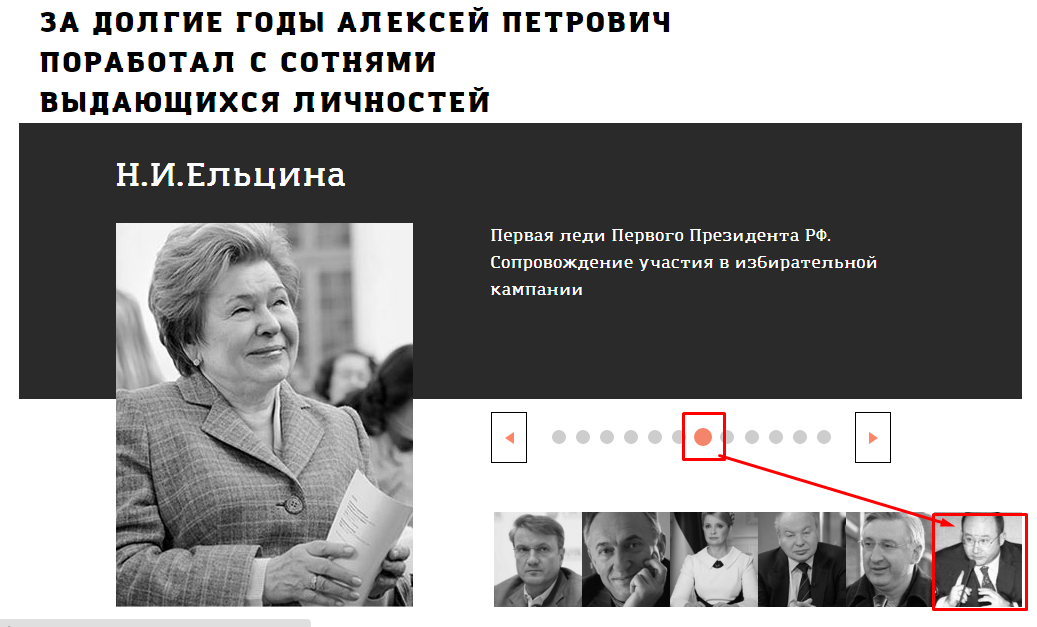 ЗА ДОЛГИЕ ГОДЫ АЛЕКСЕЙ ПЕТРОВИЧ
ПОРАБОТАЛ С СОТНЯМИ
ВЫДАЮЩИХСЯ ЛИЧНОСТЕЙ
Н.И.Ельцина
Первая леди Первого Президента РФ.
Сопровождение участия в избирательной
кампании